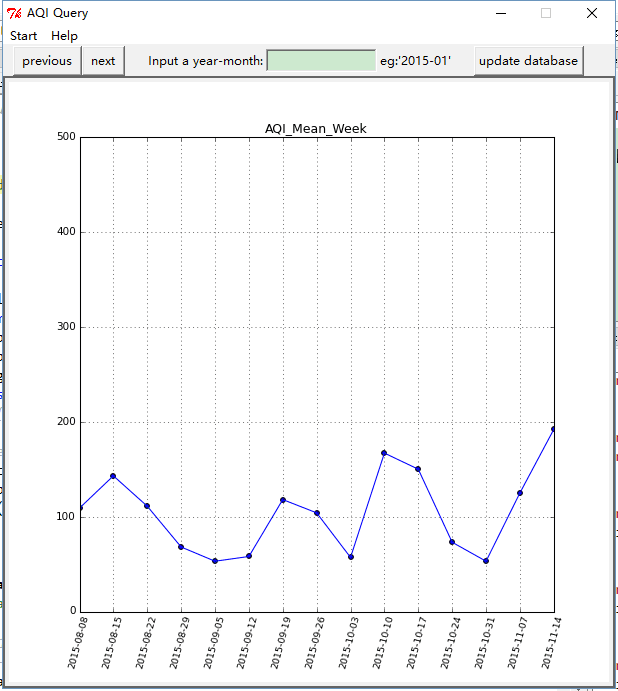 AQI Query
Start Help
previous next Input a year-month: eg:'2015-01' update database
AQI_Mean_Week
500
400
300
200
100
0
2015-08-08 2015-08-15 2015-08-22 2015-08-29 2015-09-05 2015-09-12 2015-09-19 2015-09-26 2015-10-03 2015-10-10 2015-10-17 2015-10-24 2015-10-31 2015-11-07 2015-11-14